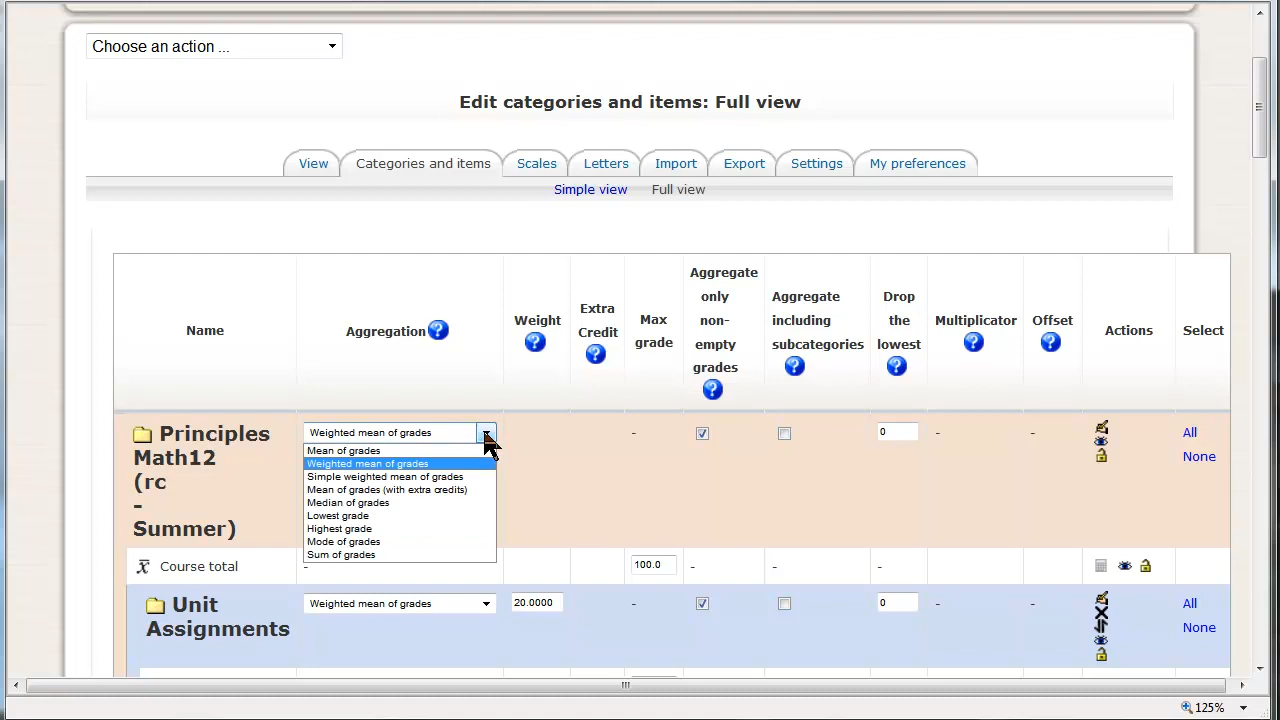 Choose an action ...
Edit categories and items: Full view
View Categories and items Scales Letters Import Export Settings My preferences
Simple view Full view
Name
Aggregation
Weight
Extra
Credit
Max
grade
Aggregate
only
non-
empty
grades
Aggregate
including
subcategories
Drop
the
lowest
Multiplicator
Offset
Actions
Select
Principles
Math12
(rc
-
Summer)
Weighted mean of grades
Mean of grades
Weighted mean of grades
Simple weighted mean of grades
Mean of grades (with extra credits)
Median of grades
Lowest grade
Highest grade
Mode of grades
Sum of grades
- 0 - -
All
None
Course total
- 100.0 - - -
Unit
Assignments
Weighted mean of grades
20.0000 - 0 - -
All
None
125%